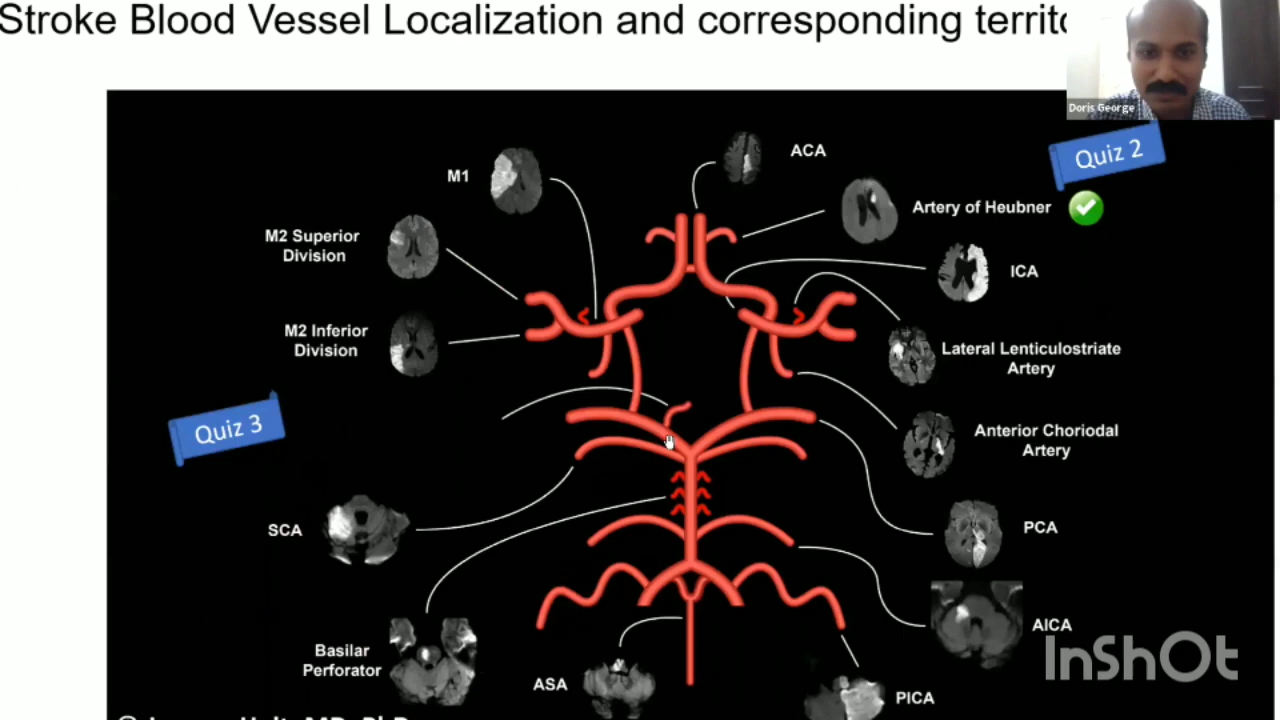 Stroke Blood Vessel Localization and corresponding
Doris George
Quiz 2
ACA
M1
Artery of Heubner
M2 Superior
Division
ICA
M2 Inferior
Division
Lateral Lenticulostriate
Artery
Quiz 3
Anterior Choriodal
Artery
SCA
PCA
AICA
Basilar
Perforator
ASA
PICA
InShOt